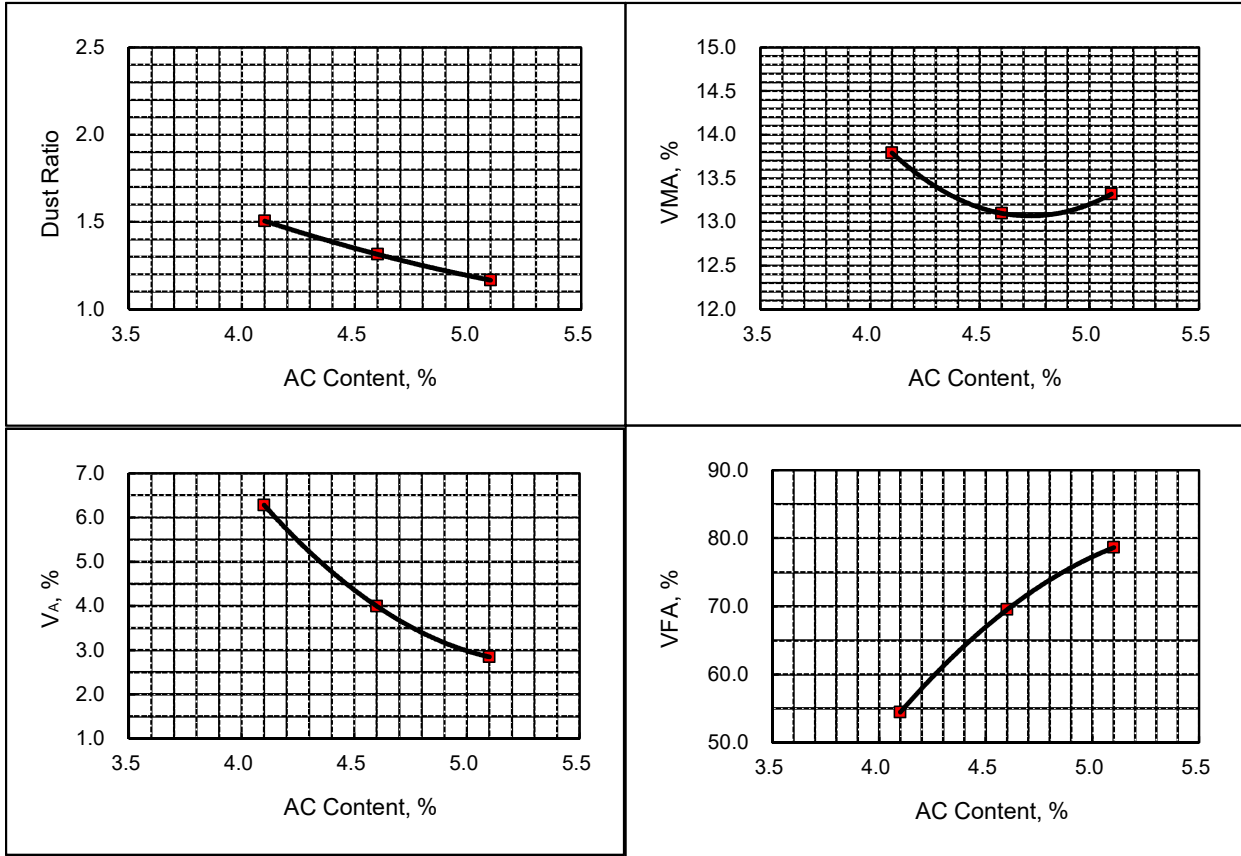 Dust Ratio
2.5
2.0
1.5
1.0
3.5 4.0 4.5 5.0 5.5
AC Content, %
VMA, %
15.0
14.5
14.0
13.5
13.0
12.5
12.0
3.5 4.0 4.5 5.0 5.5
AC Content, %
VA, %
7.0
6.0
5.0
4.0
3.0
2.0
1.0
3.5 4.0 4.5 5.0 5.5
AC Content, %
VFA, %
90.0
80.0
70.0
60.0
50.0
3.5 4.0 4.5 5.0 5.5
AC Content, %